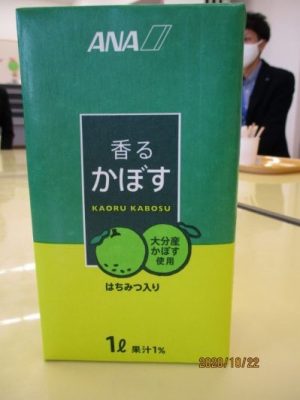 ANA
香る
かぼす
KAORU KABOSU
大分産
かぼす
使用
はちみつ入り
1ℓ 果汁1%
2020/10/22